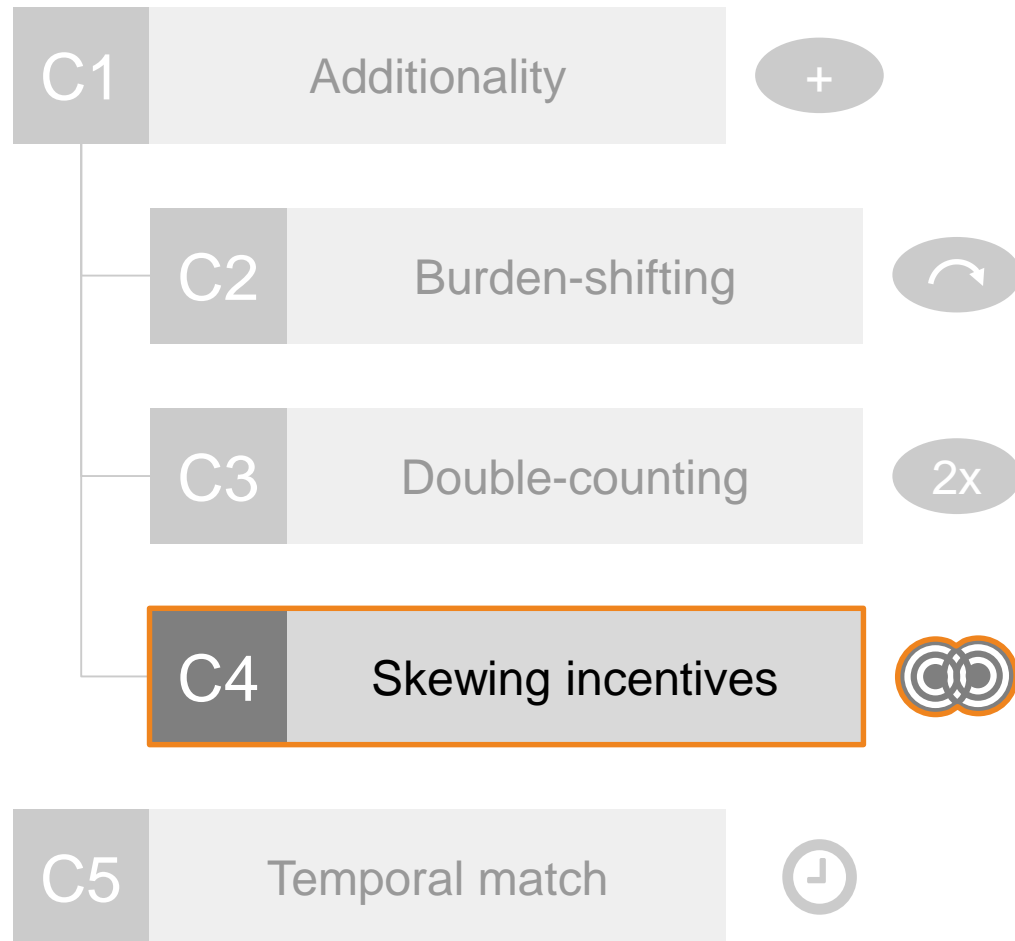 C1 Additionality +
C2 Burden-shifting
C3 Double-counting 2x
C4 Skewing incentives
C5 Temporal match